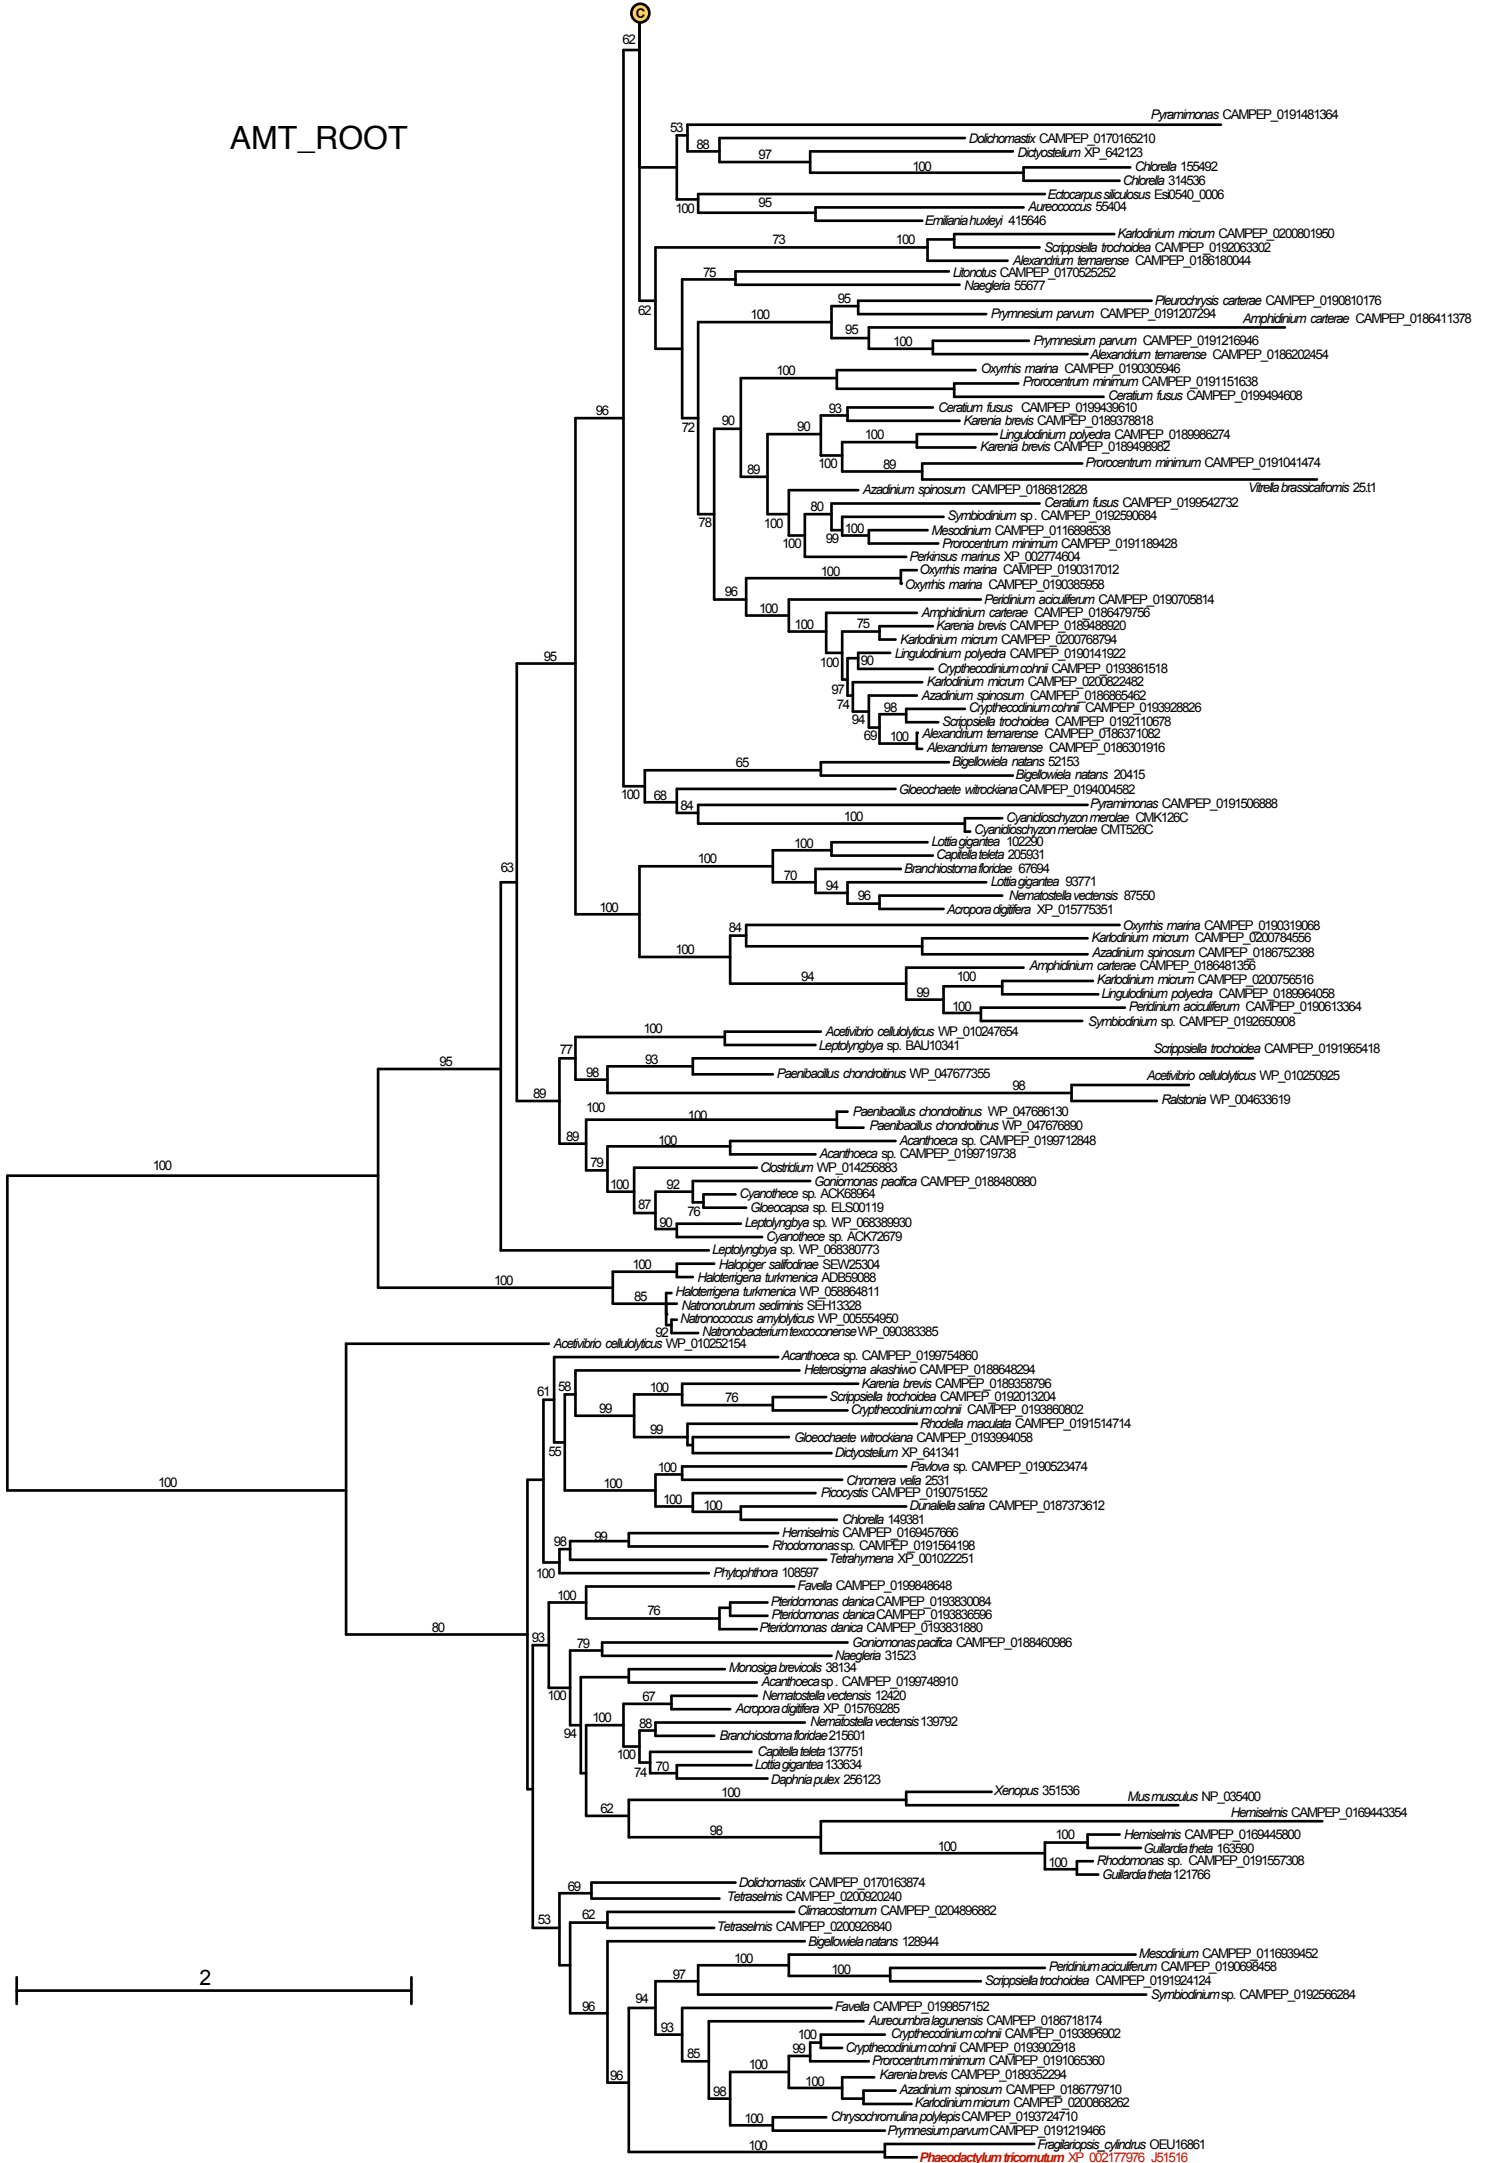 C
62
AMT_ROOT
Pyramimonas CAMPEP_0191481364
53
Dolichomastix CAMPEP_0170165210
88
Dictyostelium XP_642123
97
Chlorella 155492
100
Chlorella 314536
Ectocarpus siliculosus Esi0540_0006
95
Aureococcus 55404
100
Emiliania huxleyi 415646
Karlodinium micrum CAMPEP_0200801950
73
100
Scrippsiella trochoidea CAMPEP_0192063302
Alexandrium temarense CAMPEP_0186180044
75
Litonotus CAMPEP_0170525252
Naegleria 55677
62
95
Pleurochrysis carterae CAMPEP_0190810176
100
Prymnesium parvum CAMPEP_0191207294
Amphidinium carterae CAMPEP_0186411378
95
100
Prymnesium parvum CAMPEP_0191216946
Alexandrium temarense CAMPEP_0186202454
100
Oxyrrhis marina CAMPEP_0190305946
Prorocentrum minimum CAMPEP_0191151638
Ceratium fusus CAMPEP_0199494608
96
93
Ceratium fusus CAMPEP_0199439610
72
90
90
Karenia brevis CAMPEP_0189378818
100
Lingulodinium polyedra CAMPEP_0189986274
Karenia brevis CAMPEP_0189498982
100
89
89
Prorocentrum minimum CAMPEP_0191041474
Vitrella brassicafromis 25.t1
Azadinium spinosum CAMPEP_0186812828
80
Ceratium fusus CAMPEP_0199542732
78
100
Symbiodinium sp. CAMPEP_0192590684
100
99
Mesodinium CAMPEP_0116898538
100
Prorocentrum minimum CAMPEP_0191189428
Perkinsus marinus XP_002774604
100
Oxyrrhis marina CAMPEP_0190317012
Oxyrrhis marina CAMPEP_0190385958
96
Peridinium aciculiferum CAMPEP_0190705814
100
Amphidinium carterae CAMPEP_0186479756
100
75
Karenia brevis CAMPEP_0189488920
Karlodinium micrum CAMPEP_0200768794
100
90
Lingulodinium polyedra CAMPEP_0190141922
95
Crypthecodinium cohnii CAMPEP_0193861518
97
Karlodinium micrum CAMPEP_0200822482
74
Azadinium spinosum CAMPEP_0186865462
94
98
Crypthecodinium cohnii CAMPEP_0193928826
Scrippsiella trochoidea CAMPEP_0192110678
69
100
Alexandrium temarense CAMPEP_0186371082
Alexandrium temarense CAMPEP_0186301916
65
Bigellowiela natans 52153
Bigellowiela natans 20415
100
68
Gloeochaete witrockiana CAMPEP_0194004582
84
Pyramimonas CAMPEP_0191506888
100
Cyanidioschyzon merolae CMK126C
Cyanidioschyzon merolae CMT526C
100
Lottia gigantea 102290
100
Capitella teleta 205931
63
70
Branchiostoma floridae 67694
94
Lottia gigantea 93771
96
Nematostella vectensis 87550
100
Acropora digitifera XP_015775351
84
Oxyrrhis marina CAMPEP_0190319068
100
Karlodinium micrum CAMPEP_0200784556
Azadinium spinosum CAMPEP_0186752388
94
Amphidinium carterae CAMPEP_0186481356
100
Karlodinium micrum CAMPEP_0200756516
99
Lingulodinium polyedra CAMPEP_0189964058
100
Peridinium aciculiferum CAMPEP_0190613364
Symbiodinium sp. CAMPEP_0192650908
100
Acetivibrio cellulolyticus WP_010247654
77
Leptolyngbya sp. BAU10341
95
93
Scrippsiella trochoidea CAMPEP_0191965418
98
Paenibacillus chondroitinus WP_047677355
98
Acetivibrio cellulolyticus WP_010250925
89
Ralstonia WP_004633619
100
100
Paenibacillus chondroitinus WP_047686130
Paenibacillus chondroitinus WP_047676890
89
100
Acanthoeca sp. CAMPEP_0199712848
79
Acanthoeca sp. CAMPEP_0199719738
100
Clostridium WP_014256883
100
92
Goniomonas pacifica CAMPEP_0188480880
Cyanothece sp. ACK68964
87
76
Gloeocapsa sp. ELS00119
90
Leptolyngbya sp. WP_068389930
Cyanothece sp. ACK72679
Leptolyngbya sp. WP_068380773
100
Halopiger salifodinae SEW25304
100
Haloterrigena turkmenica ADB59088
Haloterrigena turkmenica WP_058864811
85
Natronorubrum sediminis SEH13328
Natronococcus amylolyticus WP_005554950
92
Natronobacterium texcoconense WP_090383385
Acetivibrio cellulolyticus WP_010252154
Acanthoeca sp. CAMPEP_0199754860
Heterosigma akashiwo CAMPEP_0188648294
61
58
100
Karenia brevis CAMPEP_0189358796
99
76
Scrippsiella trochoidea CAMPEP_0192013204
Crypthecodinium cohnii CAMPEP_0193860802
99
Rhodella maculata CAMPEP_0191514714
55
Gloeochaete witrockiana CAMPEP_0193994058
Dictyostelium XP_641341
100
100
Pavlova sp. CAMPEP_0190523474
100
Chromera velia 2531
100
Picocystis CAMPEP_0190751552
100
Dunaliella salina CAMPEP_0187373612
Chlorella 149381
99
Hemiselmis CAMPEP_0169457666
98
Rhodomonas sp. CAMPEP_0191564198
Tetrahymena XP_001022251
100
Phytophthora 108597
100
Favella CAMPEP_0199848648
76
Pteridomonas danica CAMPEP_0193830084
Pteridomonas danica CAMPEP_0193836596
80
Pteridomonas danica CAMPEP_0193831880
93
79
Goniomonas pacifica CAMPEP_0188460986
Naegleria 31523
Monosiga brevicolis 38134
100
Acanthoeca sp. CAMPEP_0199748910
67
Nematostella vectensis 12420
Acropora digitifera XP_015769285
94
100
88
Nematostella vectensis 139792
Branchiostoma floridae 215601
100
Capitella teleta 137751
74
70
Lottia gigantea 133634
Daphnia pulex 256123
100
Xenopus 351536
Mus musculus NP_035400
62
Hemiselmis CAMPEP_0169443354
98
100
Hemiselmis CAMPEP_0169445800
100
Guillardia theta 163590
100
Rhodomonas sp. CAMPEP_0191557308
Guillardia theta 121766
69
Dolichomastix CAMPEP_0170163874
Tetraselmis CAMPEP_0200920240
53
62
Climacostomum CAMPEP_0204896882
Tetraselmis CAMPEP_0200926840
Bigellowiela natans 128944
2
100
Mesodinium CAMPEP_0116939452
97
100
Peridinium aciculiferum CAMPEP_0190698458
Scrippsiella trochoidea CAMPEP_0191924124
Symbiodinium sp. CAMPEP_0192566284
96
94
Favella CAMPEP_0199857152
93
Aureoumbra lagunensis CAMPEP_0186718174
100
Crypthecodinium cohnii CAMPEP_0193896902
99
Crypthecodinium cohnii CAMPEP_0193902918
85
100
Prorocentrum minimum CAMPEP_0191065360
96
100
Karenia brevis CAMPEP_0189352294
98
Azadinium spinosum CAMPEP_0186779710
Karlodinium micrum CAMPEP_0200868262
100
Chrysochromulina polylepis CAMPEP_0193724710
Prymnesium parvum CAMPEP_0191219466
100
Fragilariopsis_cylindrus OEU16861
Phaeodactylum tricornutum XP_002177976 J51516